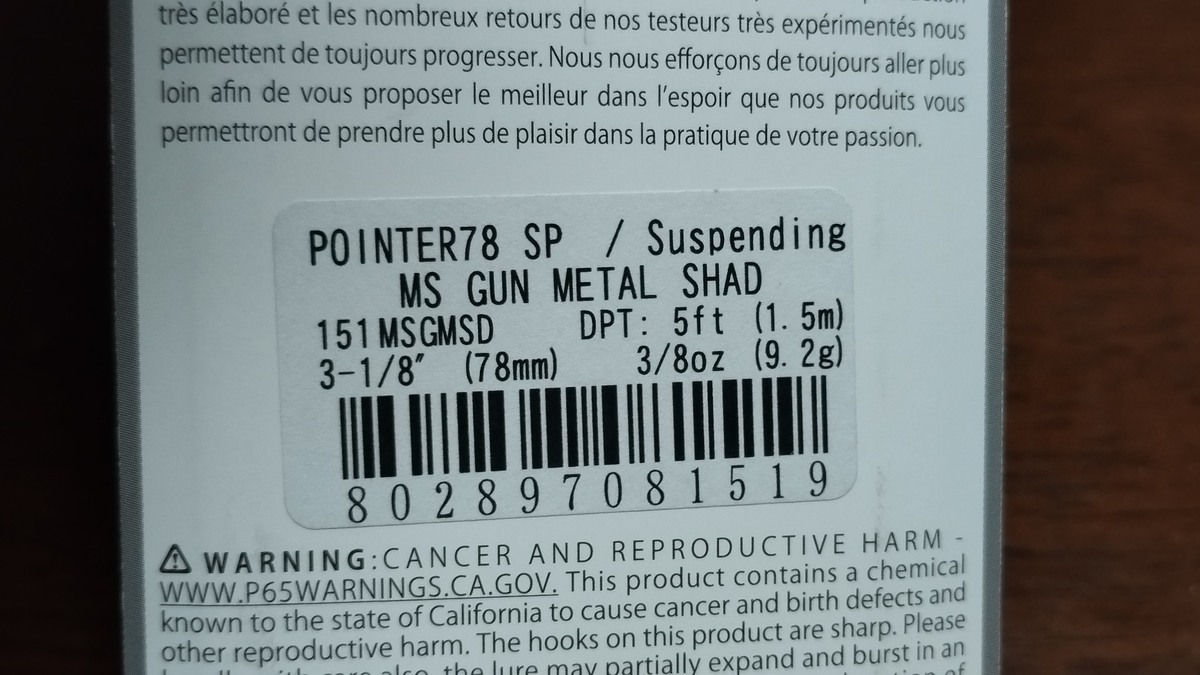 très élaboré et les nombreux retours de nos testeurs très expérimentés nous
permettent de toujours progresser. Nous nous efforçons de toujours aller plus
loin afin de vous proposer le meilleur dans l'espoir que nos produits vous
permettront de prendre plus de plaisir dans la pratique de votre passion.
POINTER78 SP / Suspending
MS GUN METAL SHAD
151MSGMSD DPT: 5ft (1.5m)
3-1/8″ (78mm) 3/8oz (9.2g)
802897081519
⚠ WARNING:CANCER AND REPRODUCTIVE HARM -
WWW.P65WARNINGS.CA.GOV. This product contains a chemical
known to the state of California to cause cancer and birth defects and
other reproductive harm. The hooks on this product are sharp. Please
the lure may partially expand and burst in an